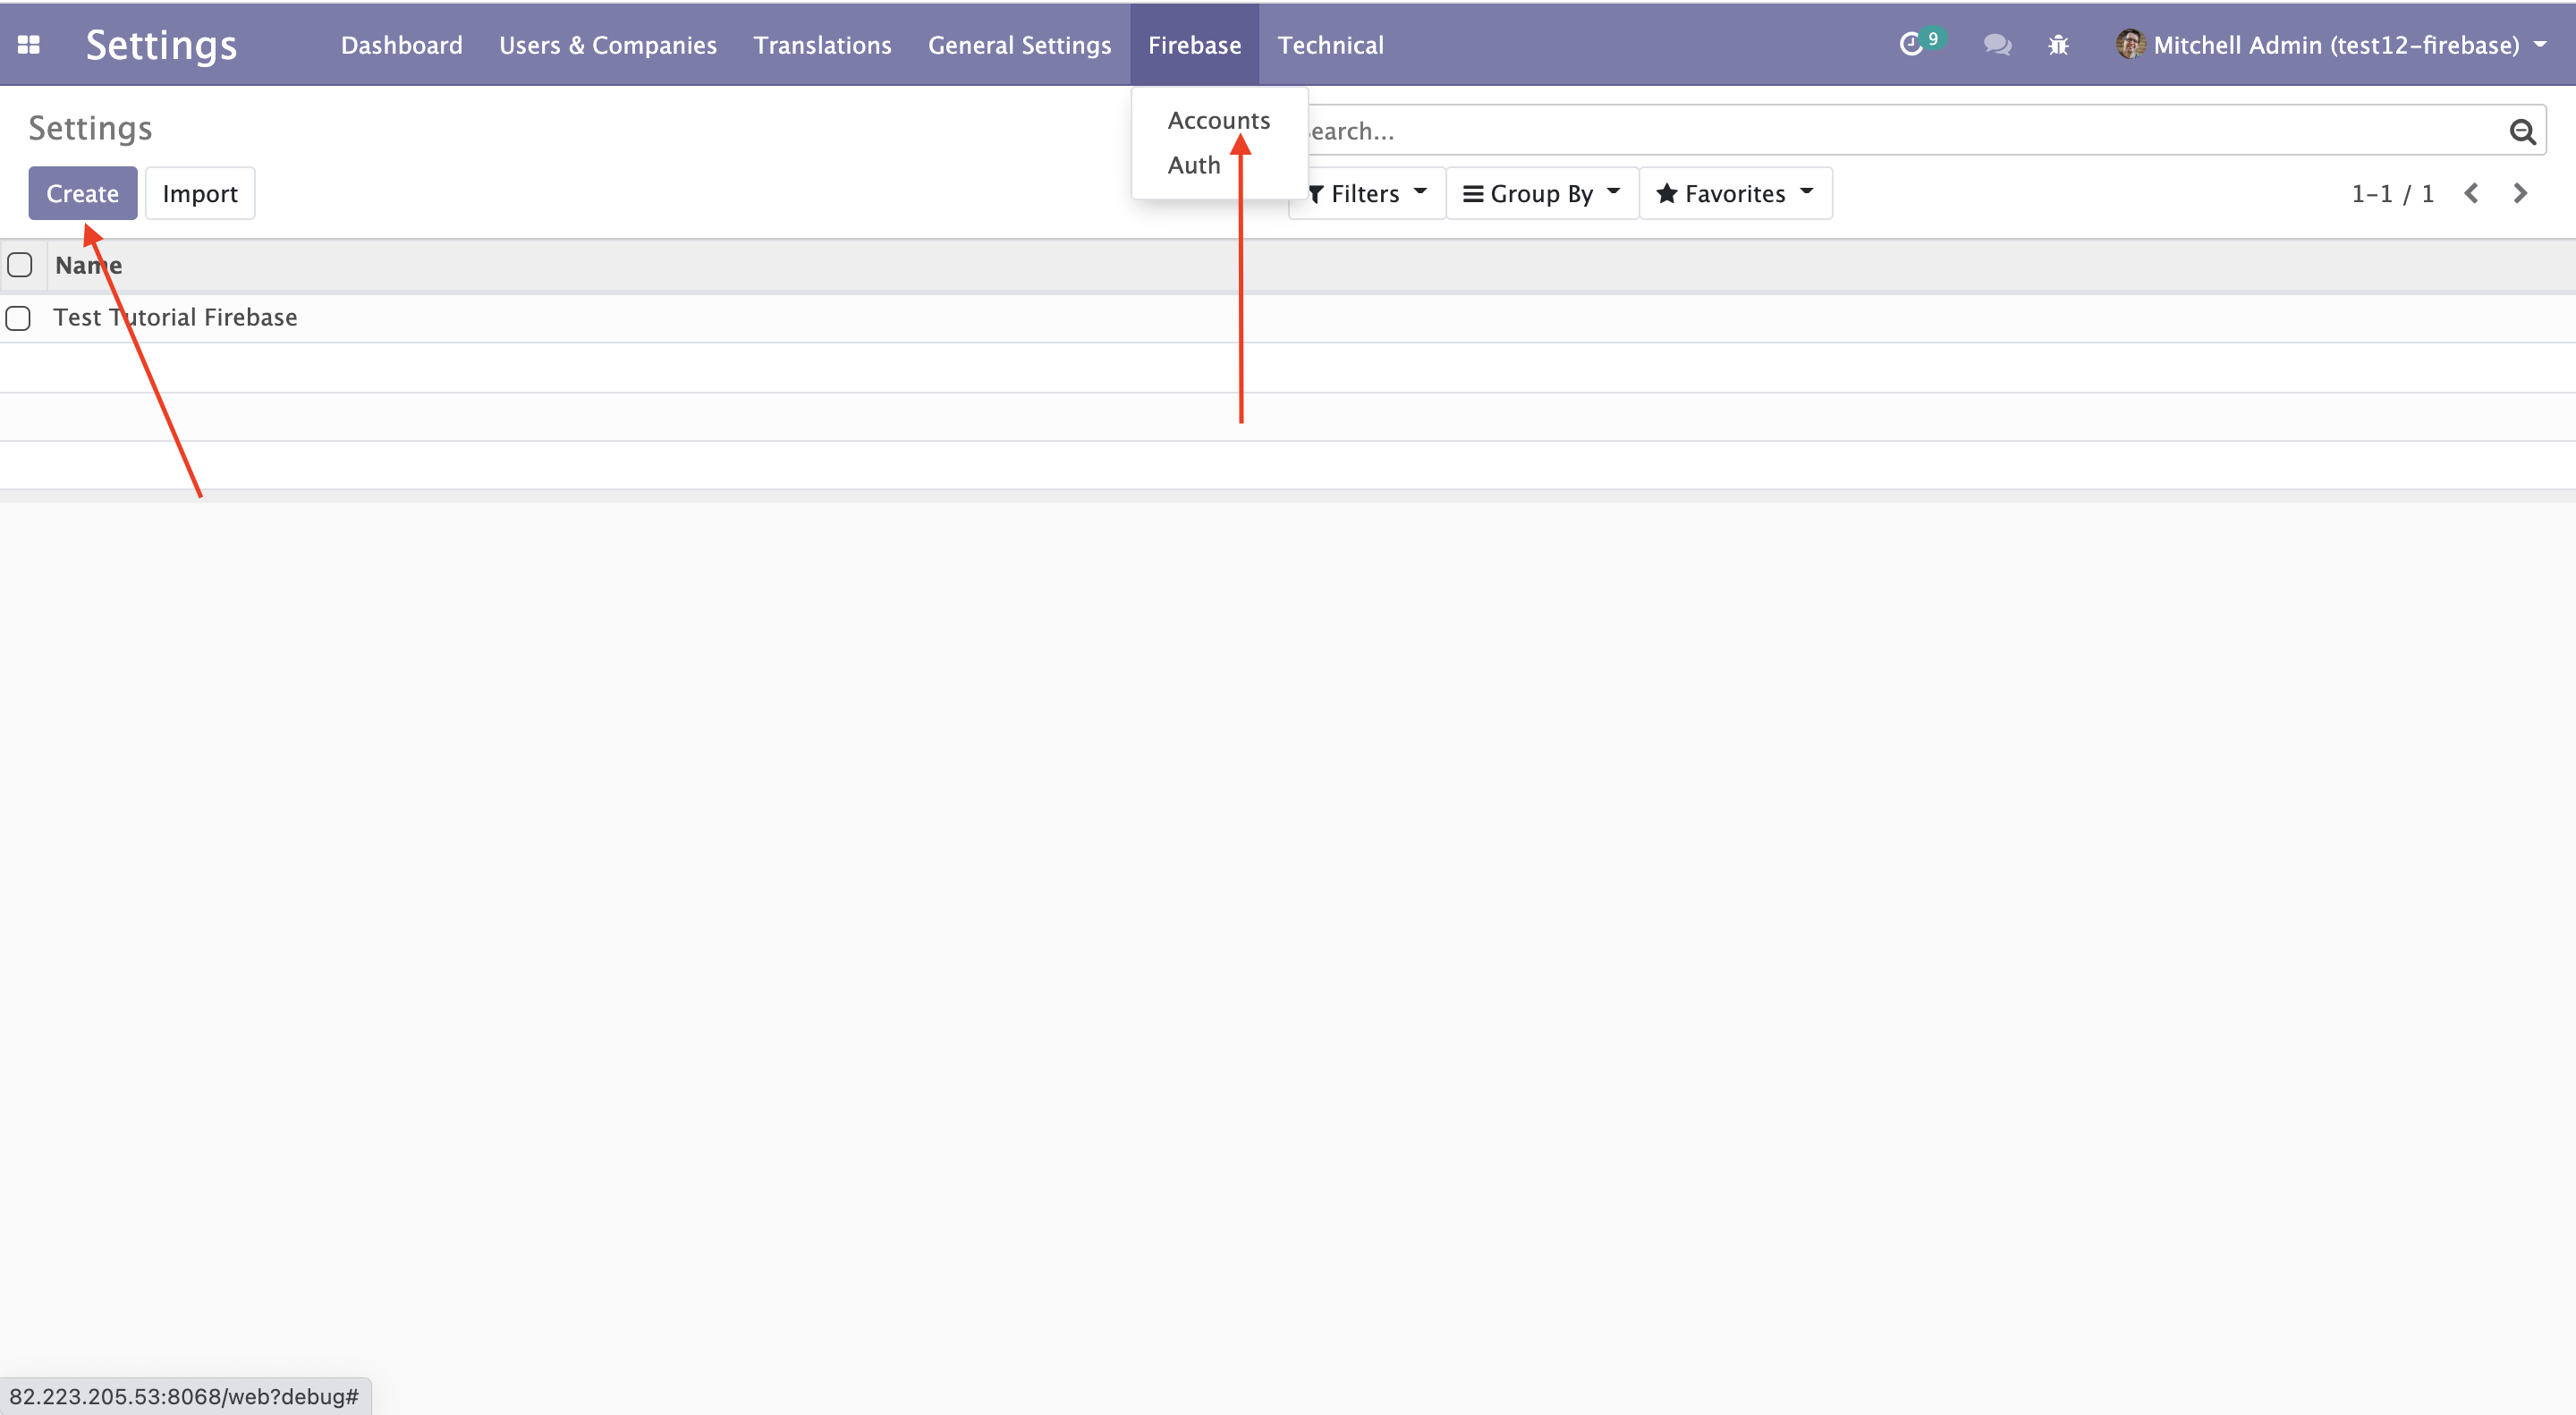 Settings Dashboard Users & Companies Translations General Settings Firebase Technical 9 Mitchell Admin (test12-firebase)
Settings
Accounts
earch...
Auth
Create Import
Filters Group By Favorites 1-1 / 1
Name
Test Tutorial Firebase
82.223.205.53:8068/web?debug#